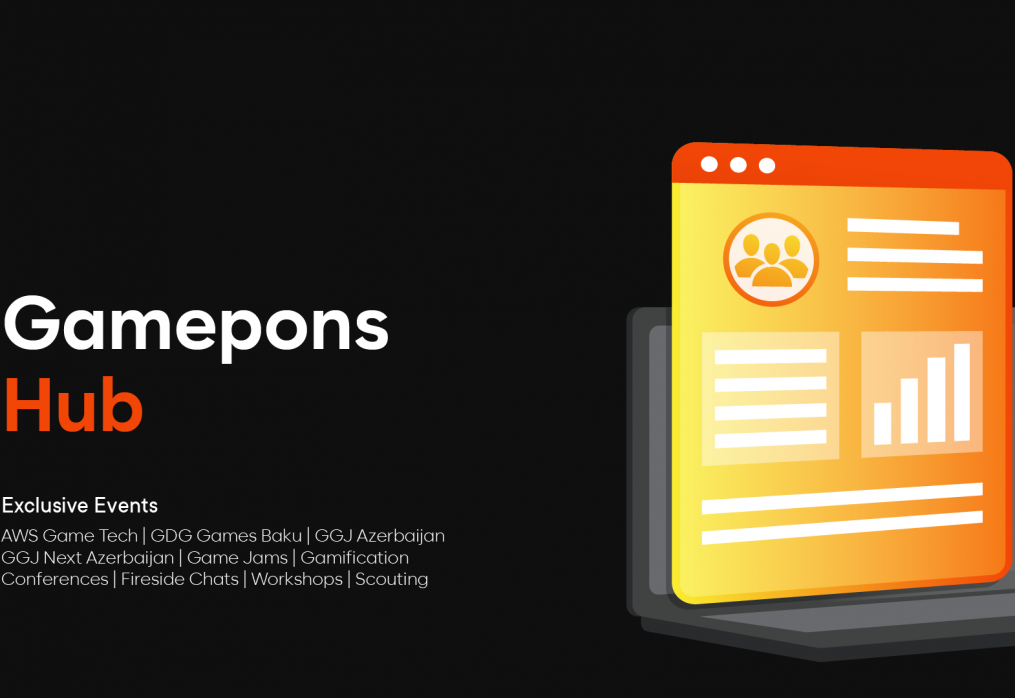 Gamepons
Hub
Exclusive Events
AWS Game Tech | GDG Games Baku | GGJ Azerbaijan
GGJ Next Azerbaijan | Game Jams | Gamification
Conferences | Fireside Chats | Workshops | Scouting